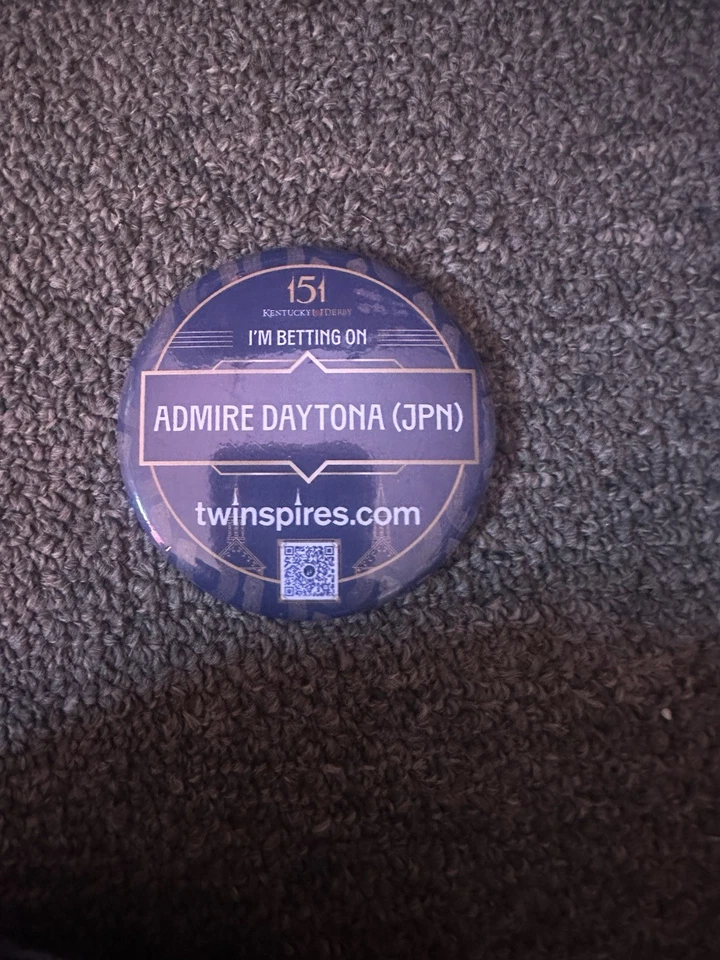 151
KENTUCKY DERBY
I'M BETTING ON
ADMIRE DAYTONA (JPN)
twinspires.com